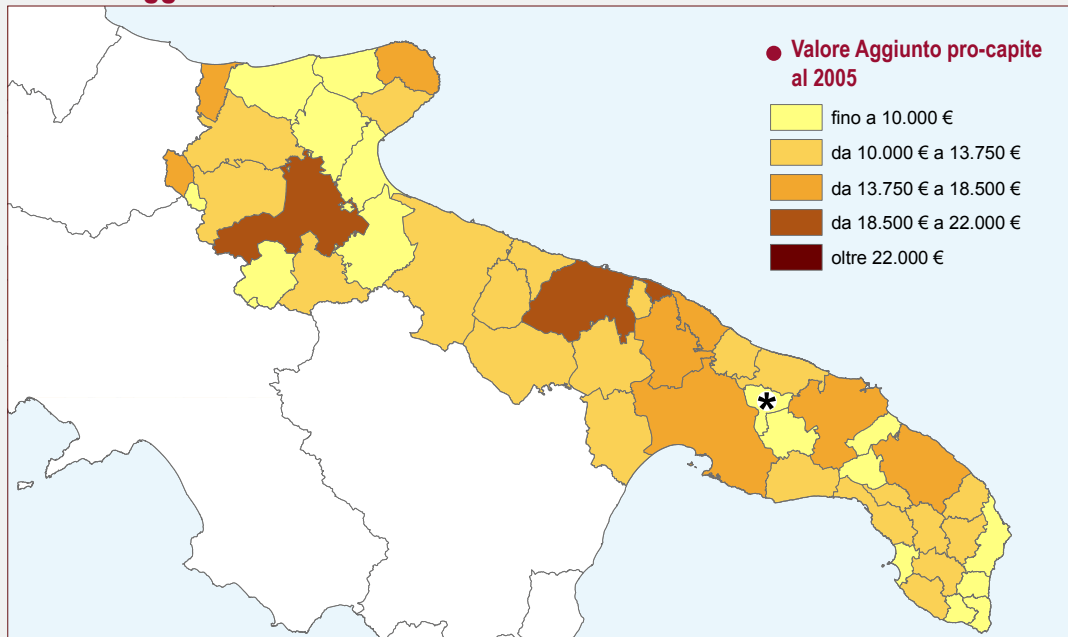 Valore Aggiunto pro-capite
al 2005
fino a 10.000 €
da 10.000 € a 13.750 €
da 13.750 € a 18.500 €
da 18.500 € a 22.000 €
oltre 22.000 €
*